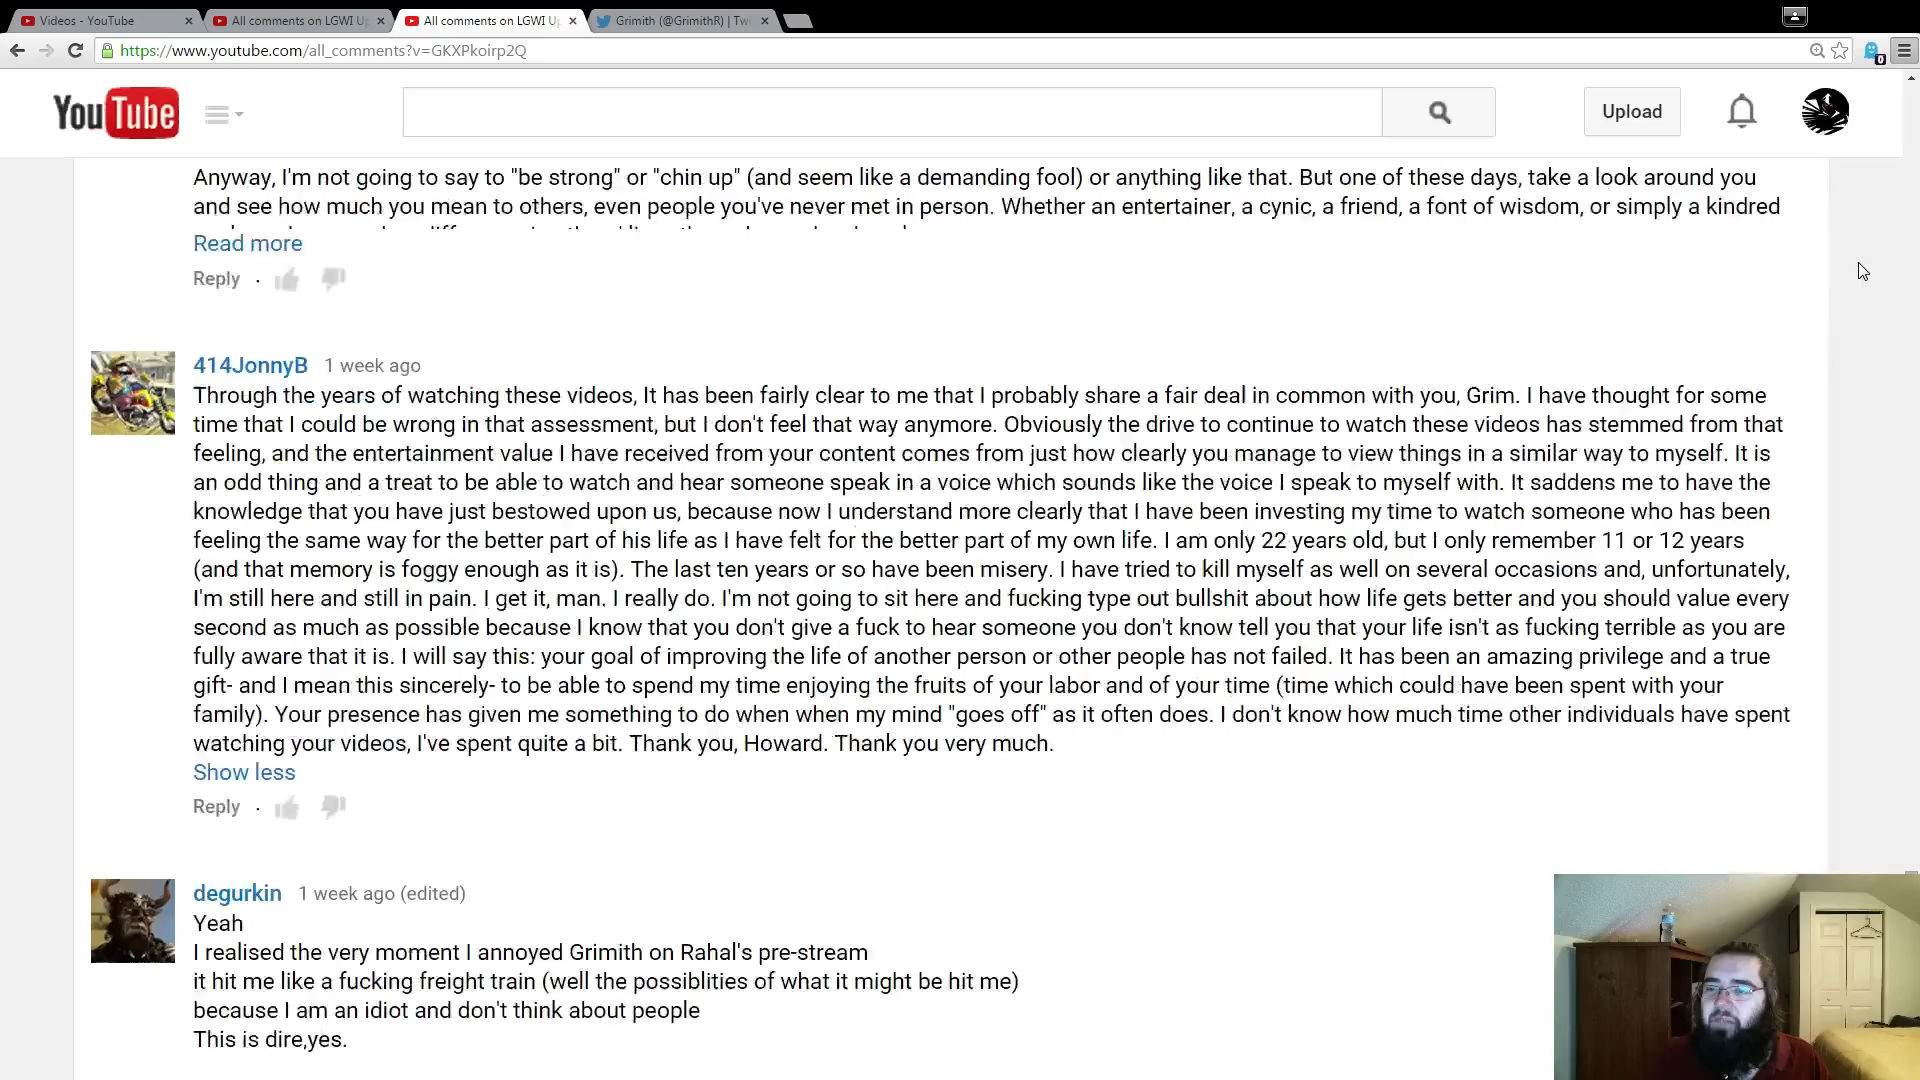 Videos - YouTube
All comments on LGWI Up
All comments on LGWI Up
Grimith (@GrimithR) | Tw
https://www.youtube.com/all_comments?v=GKXPkoirp2Q
0
YouTube
Upload
Anyway, I'm not going to say to "be strong" or "chin up" (and seem like a demanding fool) or anything like that. But one of these days, take a look around you
and see how much you mean to others, even people you've never met in person. Whether an entertainer, a cynic, a friend, a font of wisdom, or simply a kindred
Read more
Reply
414JonnyB 1 week ago
Through the years of watching these videos, It has been fairly clear to me that I probably share a fair deal in common with you, Grim. I have thought for some
time that I could be wrong in that assessment, but I don't feel that way anymore. Obviously the drive to continue to watch these videos has stemmed from that
feeling, and the entertainment value I have received from your content comes from just how clearly you manage to view things in a similar way to myself. It is
an odd thing and a treat to be able to watch and hear someone speak in a voice which sounds like the voice I speak to myself with. It saddens me to have the
knowledge that you have just bestowed upon us, because now I understand more clearly that I have been investing my time to watch someone who has been
feeling the same way for the better part of his life as I have felt for the better part of my own life. I am only 22 years old, but I only remember 11 or 12 years
(and that memory is foggy enough as it is). The last ten years or so have been misery. I have tried to kill myself as well on several occasions and, unfortunately,
I'm still here and still in pain. I get it, man. I really do. I'm not going to sit here and fucking type out bullshit about how life gets better and you should value every
second as much as possible because I know that you don't give a fuck to hear someone you don't know tell you that your life isn't as fucking terrible as you are
fully aware that it is. I will say this: your goal of improving the life of another person or other people has not failed. It has been an amazing privilege and a true
gift- and I mean this sincerely- to be able to spend my time enjoying the fruits of your labor and of your time (time which could have been spent with your
family). Your presence has given me something to do when when my mind "goes off" as it often does. I don't know how much time other individuals have spent
watching your videos, I've spent quite a bit. Thank you, Howard. Thank you very much.
Show less
Reply
degurkin 1 week ago (edited)
Yeah
I realised the very moment I annoyed Grimith on Rahal's pre-stream
it hit me like a fucking freight train (well the possiblities of what it might be hit me)
because I am an idiot and don't think about people
This is dire,yes.